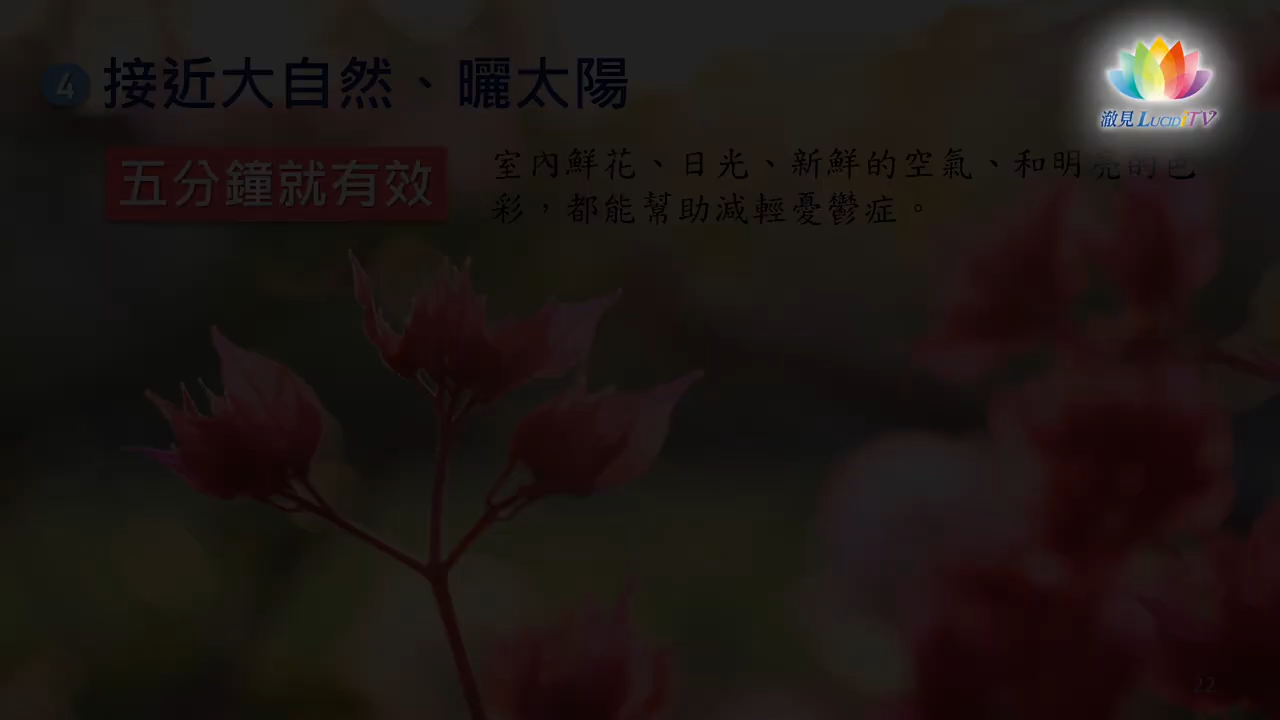 4 接近大自然、曬太陽
五分鐘就有效
室內鮮花、日光、新鮮的空氣、和明亮的色
彩，都能幫助減輕憂鬱症。
澈見 LUCIDiTV
22